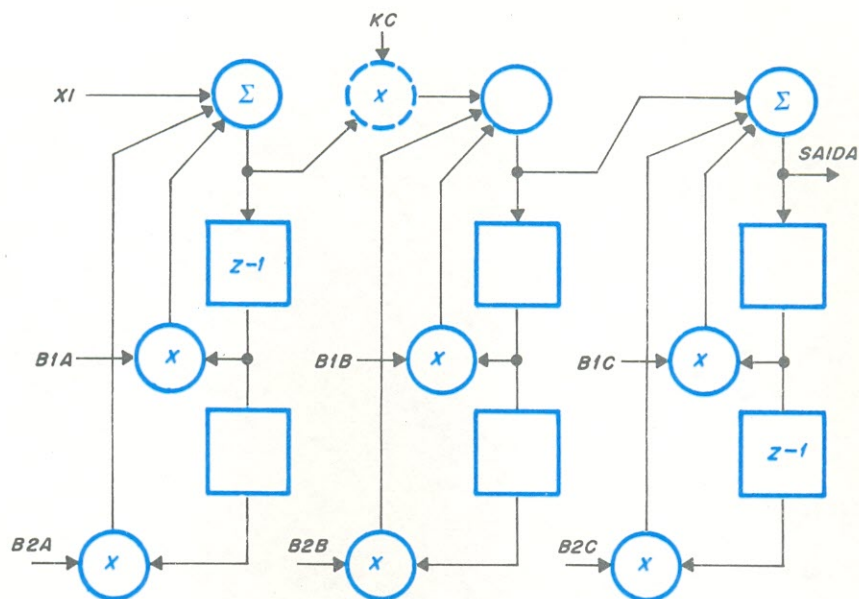 KC
XI
Σ
X
Σ
SAIDA
Z-1
B1A
X
B1B
X
B1C
X
Z-1
B2A
X
B2B
X
B2C
X